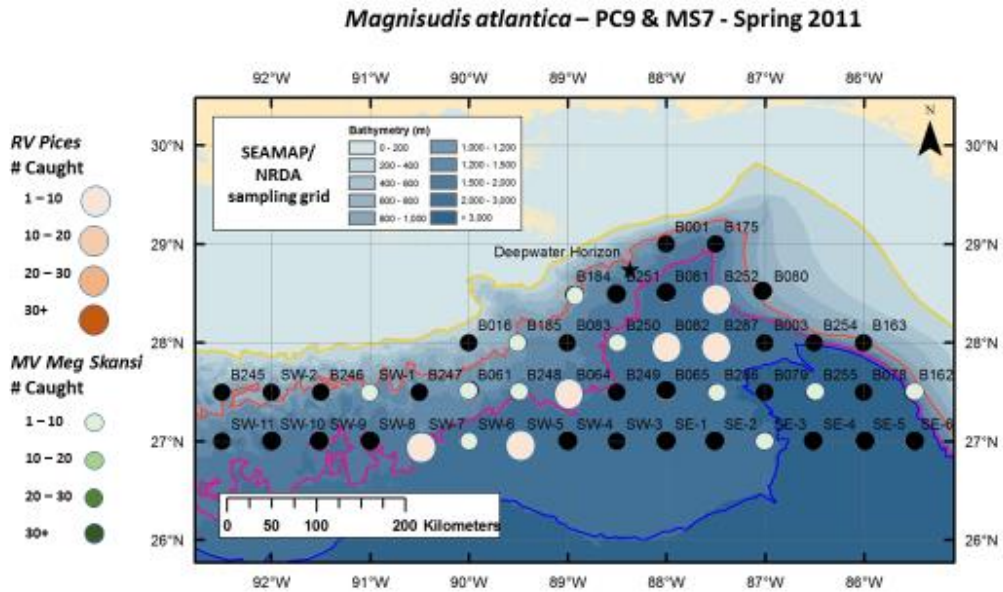 Magnisudis atlantica – PC9 & MS7 - Spring 2011
92°W 91°W 90°W 89°W 88°W 87°W 86°W
N
RV Pices
# Caught
1 – 10
10 – 20
20 – 30
30+
MV Meg Skansi
# Caught
1 – 10
10 – 20
20 – 30
30+
SEAMAP/
NRDA
sampling grid
Bathymetry (m)
0 - 200
200 - 400
400 - 600
600 - 800
800 - 1,000
1,000 - 1,200
1,200 - 1,500
1,500 - 2,000
2,000 - 3,000
> 3,000
30°N 30°N
29°N 29°N
28°N 28°N
27°N 27°N
26°N 26°N
B001 B175
Deepwater Horizon
B184 B251 B081 B252 B080
B016 B185 B083 B250 B082 B287 B003 B254 B163
B245 SW-2 B246 SW-1 B247 B061 B248 B064 B249 B065 B286 B079 B255 B078 B162
SW-11 SW-10 SW-9 SW-8 SW-7 SW-6 SW-5 SW-4 SW-3 SE-1 SE-2 SE-3 SE-4 SE-5 SE-6
0 50 100 200 Kilometers
92°W 91°W 90°W 89°W 88°W 87°W 86°W